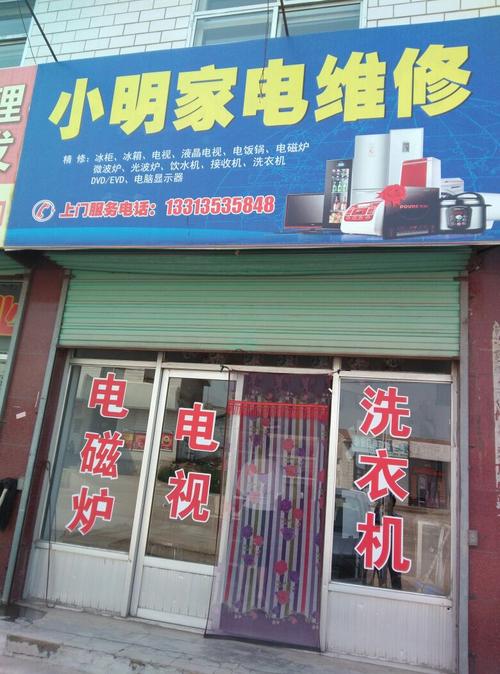 小明家电维修
精 修：冰柜、冰箱、电视、液晶电视、电饭锅、电磁炉
微波炉、光波炉、饮水机、接收机、洗衣机
DVD/EVD、电脑显示器
上门服务电话：13313535848
理
发
电磁炉
电视
洗衣机